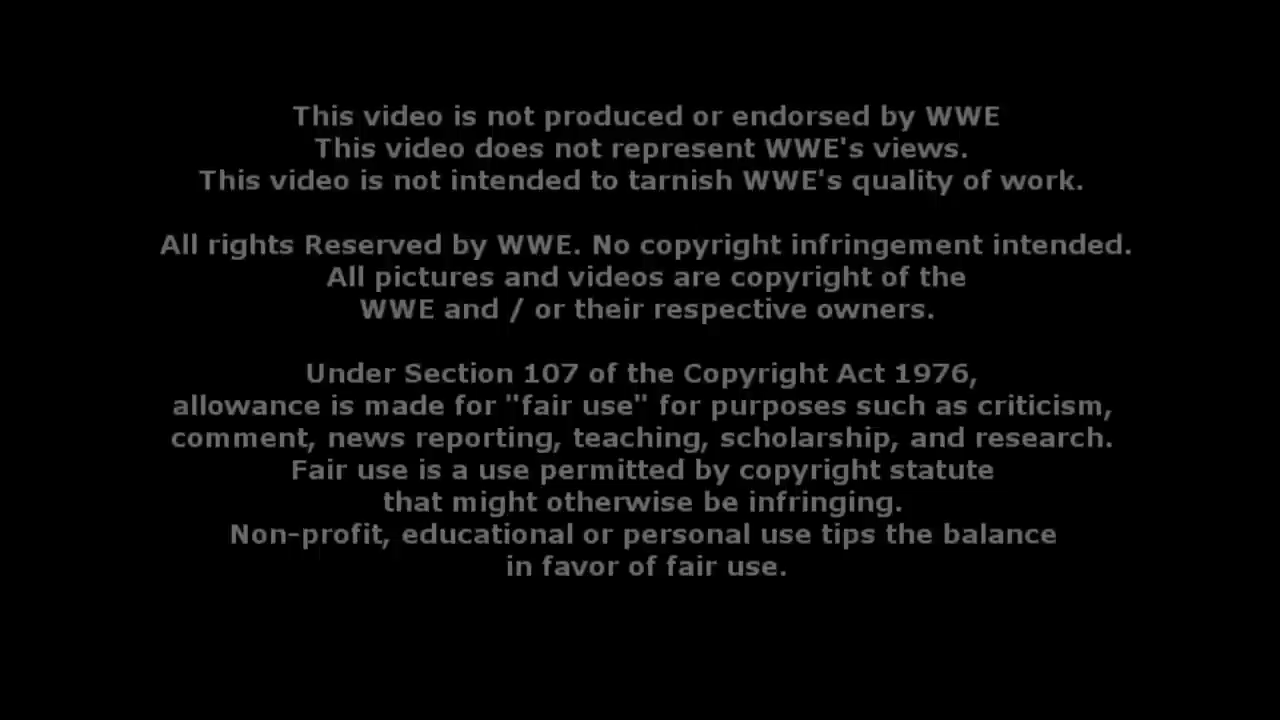 This video is not produced or endorsed by WWE
This video does not represent WWE's views.
This video is not intended to tarnish WWE's quality of work.
All rights Reserved by WWE. No copyright infringement intended.
All pictures and videos are copyright of the
WWE and / or their respective owners.
Under Section 107 of the Copyright Act 1976,
allowance is made for "fair use" for purposes such as criticism,
comment, news reporting, teaching, scholarship, and research.
Fair use is a use permitted by copyright statute
that might otherwise be infringing.
Non-profit, educational or personal use tips the balance
in favor of fair use.